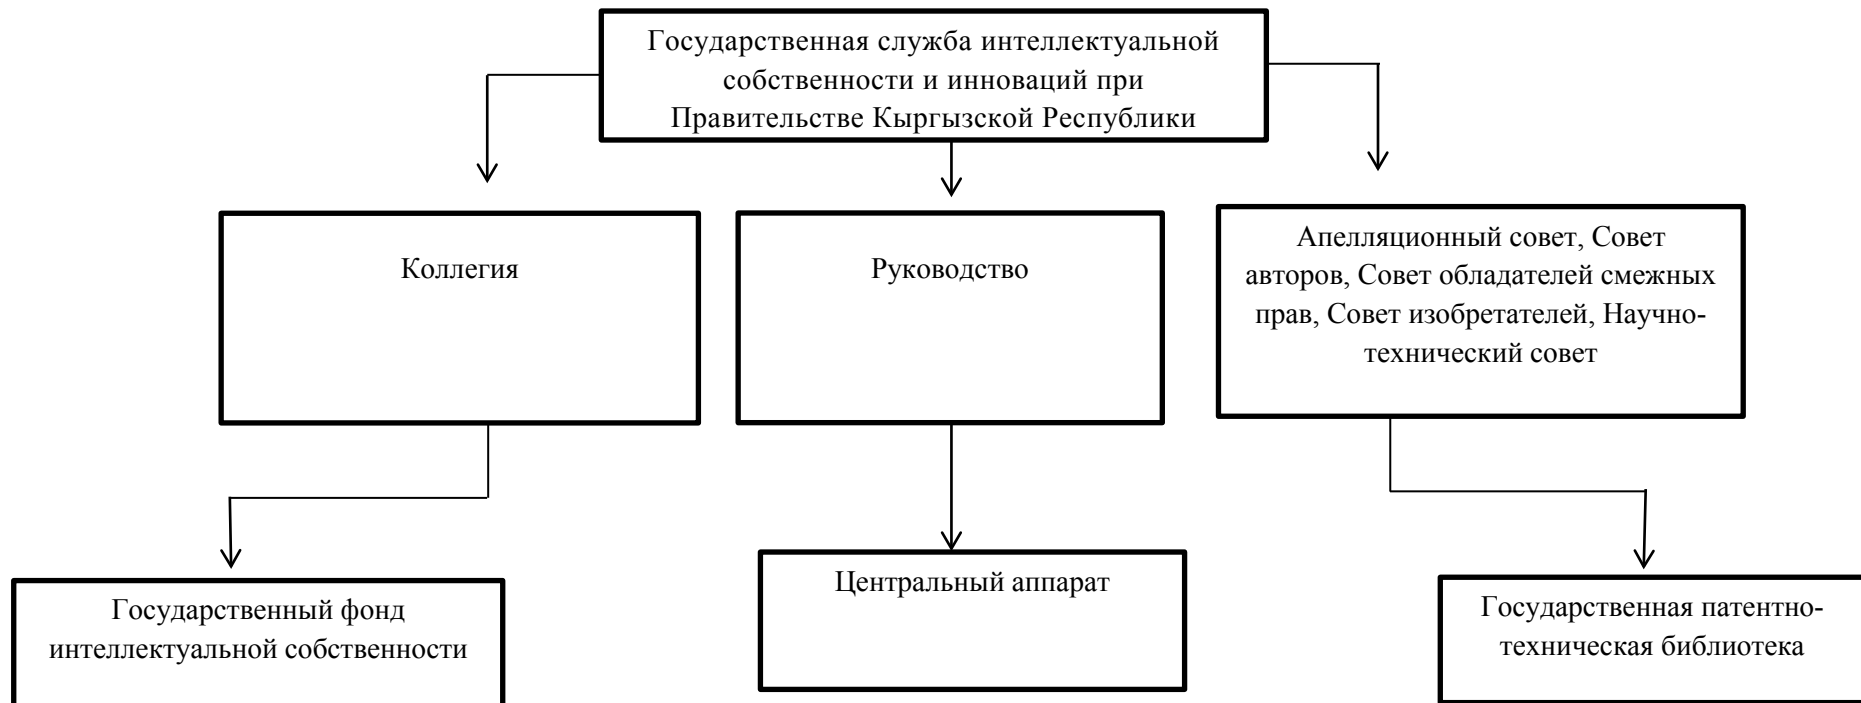 Государственная служба интеллектуальной
собственности и инноваций при
Правительстве Кыргызской Республики
Коллегия
Руководство
Апелляционный совет, Совет
авторов, Совет обладателей смежных
прав, Совет изобретателей, Научно-
технический совет
Государственный фонд
интеллектуальной собственности
Центральный аппарат
Государственная патентно-
техническая библиотека